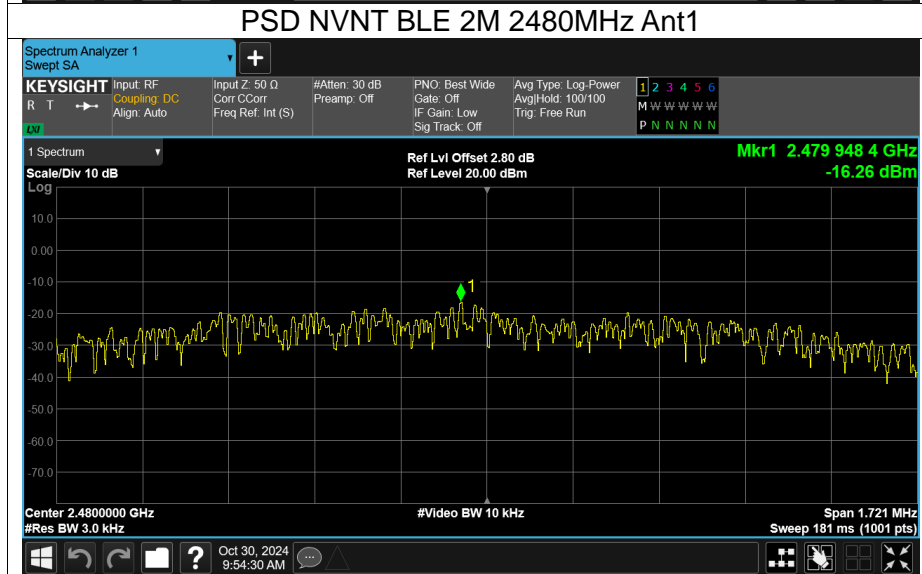 PSD NVNT BLE 2M 2480MHz Ant1
Spectrum Analyzer 1
Swept SA
+
KEYSIGHT
R T
LXI
Input: RF
Coupling: DC
Align: Auto
Input Z: 50 Ω
Corr CCorr
Freq Ref: Int (S)
#Atten: 30 dB
Preamp: Off
PNO: Best Wide
Gate: Off
IF Gain: Low
Sig Track: Off
Avg Type: Log-Power
Avg|Hold: 100/100
Trig: Free Run
1 2 3 4 5 6
M W W W W W
P N N N N N
1 Spectrum
Scale/Div 10 dB
Ref Lvl Offset 2.80 dB
Ref Level 20.00 dBm
Mkr1 2.479 948 4 GHz
-16.26 dBm
Log
10.0
0.00
-10.0
-20.0
-30.0
-40.0
-50.0
-60.0
-70.0
1
Center 2.4800000 GHz
#Res BW 3.0 kHz
#Video BW 10 kHz
Span 1.721 MHz
Sweep 181 ms (1001 pts)
?
Oct 30, 2024
9:54:30 AM